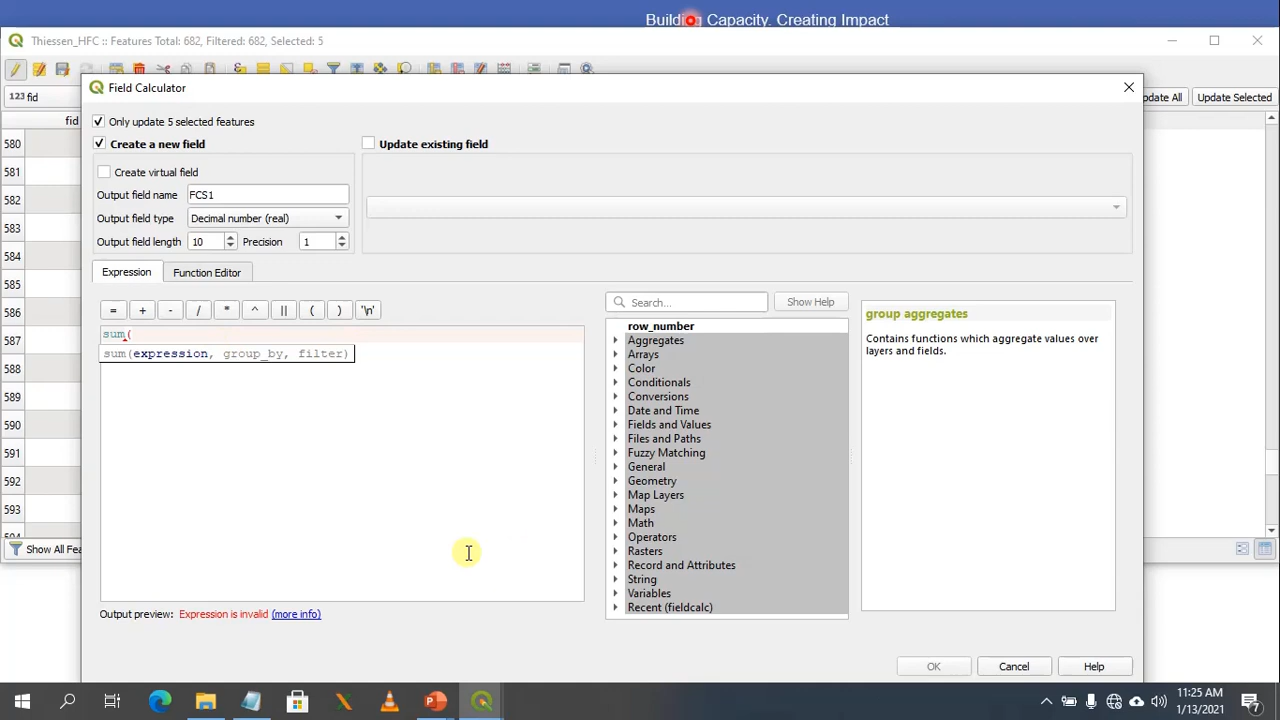 Building Capacity. Creating Impact
Thiessen_HFC :: Features Total: 682, Filtered: 682, Selected: 5
Field Calculator
123 fid
Update All
Update Selected
fid
580
581
582
583
584
585
586
587
588
589
590
591
592
593
Only update 5 selected features
Create a new field
Update existing field
Create virtual field
Output field name FCS1
Output field type Decimal number (real)
Output field length 10 Precision 1
Expression Function Editor
= + - / * ^ || ( ) '\n'
Search... Show Help
sum(
sum(expression, group_by, filter)
row_number
Aggregates
Arrays
Color
Conditionals
Conversions
Date and Time
Fields and Values
Files and Paths
Fuzzy Matching
General
Geometry
Map Layers
Maps
Math
Operators
Rasters
Record and Attributes
String
Variables
Recent (fieldcalc)
group aggregates
Contains functions which aggregate values over
layers and fields.
Show All Fea
Output preview: Expression is invalid (more info)
OK Cancel Help
11:25 AM
1/13/2021
7